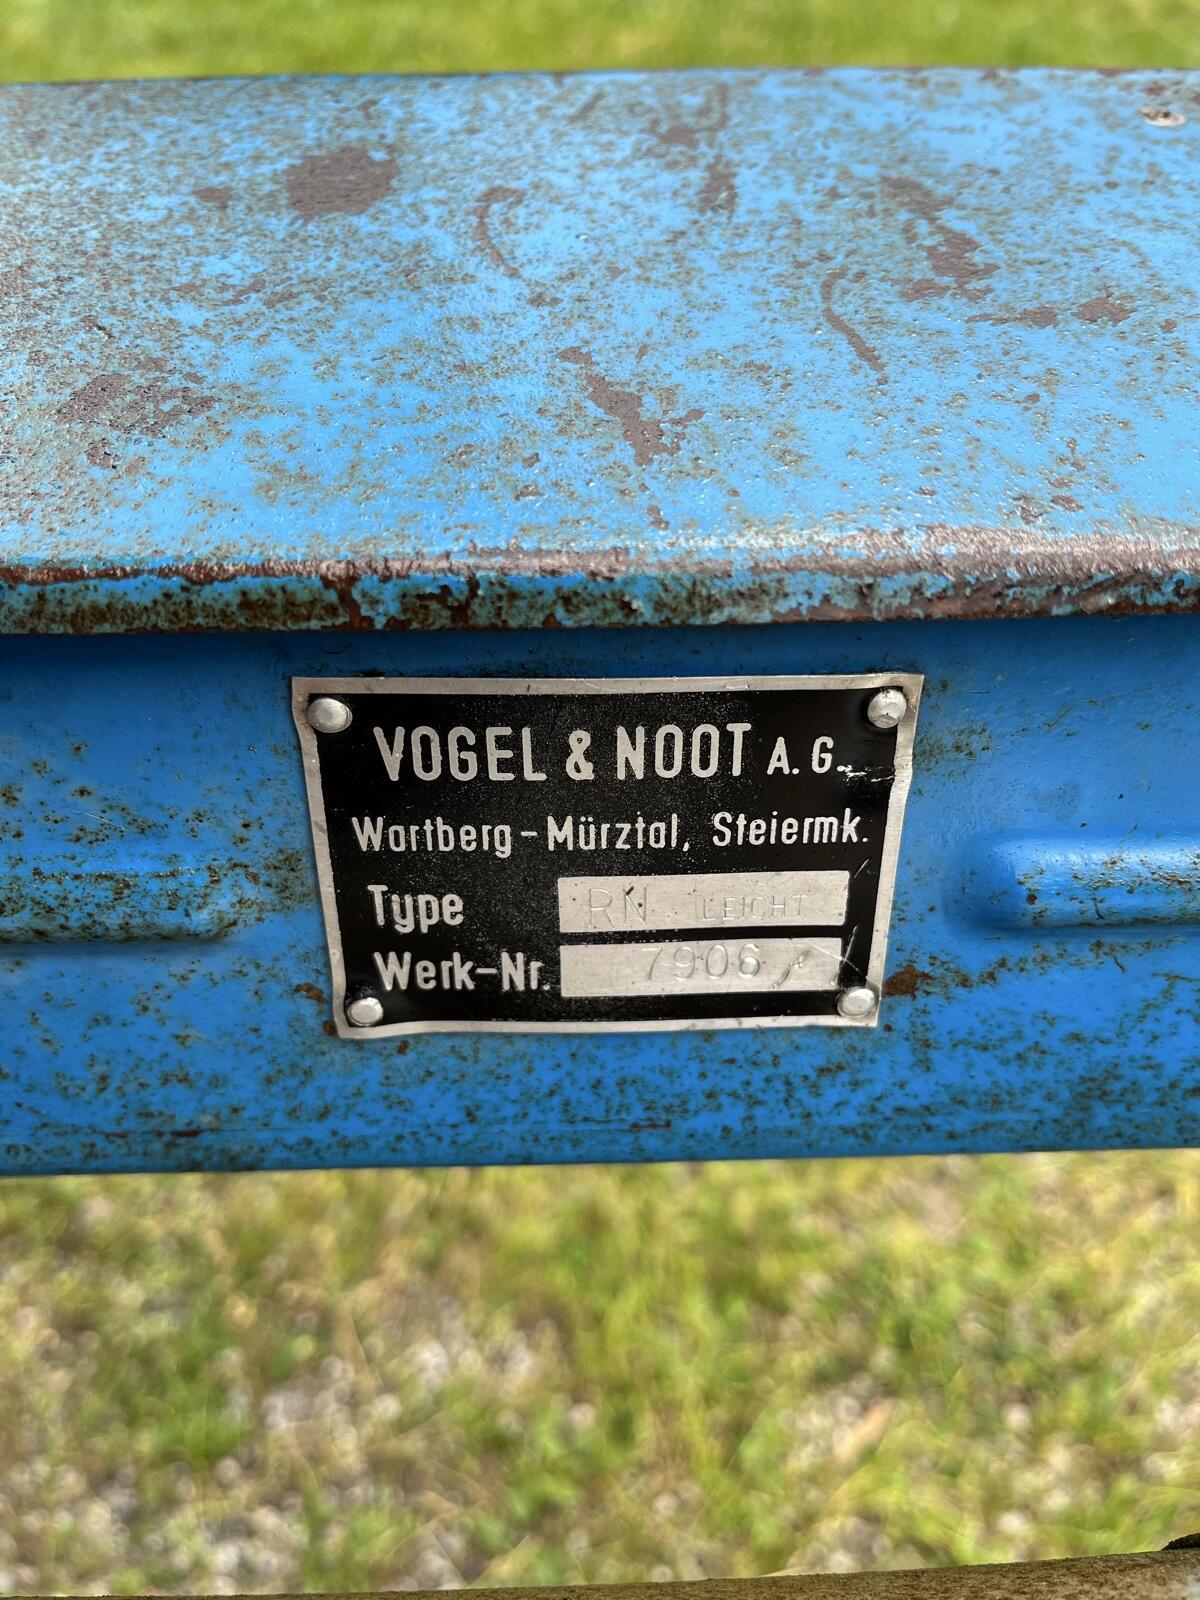 VOGEL & NOOT A. G.
Wartberg-Mürztal, Steiermk.
Type RN LEICHT
Werk-Nr. 7906